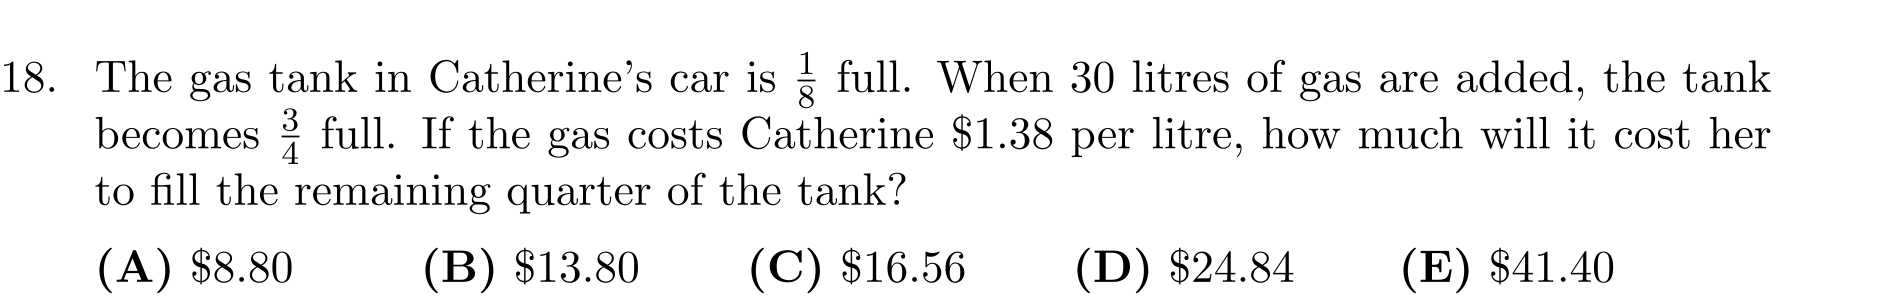 18. The gas tank in Catherine's car is 1/8 full. When 30 litres of gas are added, the tank
becomes 3/4 full. If the gas costs Catherine $1.38 per litre, how much will it cost her
to fill the remaining quarter of the tank?
(A) $8.80 (B) $13.80 (C) $16.56 (D) $24.84 (E) $41.40